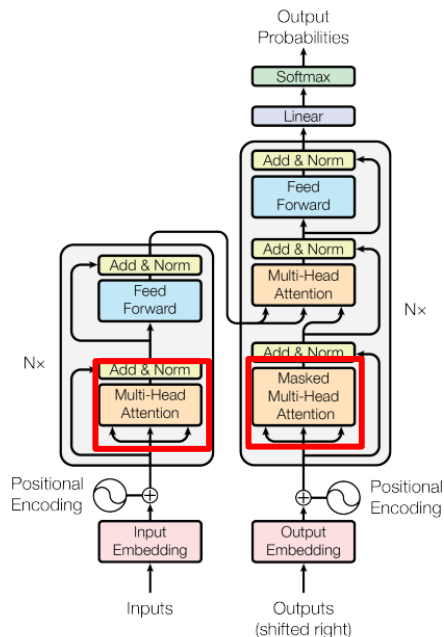 Output
Probabilities
Softmax
Linear
Add & Norm
Feed
Forward
Add & Norm
Multi-Head
Attention
Add & Norm
Masked
Multi-Head
Attention
Nx
Add & Norm
Feed
Forward
Nx
Add & Norm
Multi-Head
Attention
Positional
Encoding
Positional
Encoding
Input
Embedding
Output
Embedding
Inputs
Outputs
(shifted right)